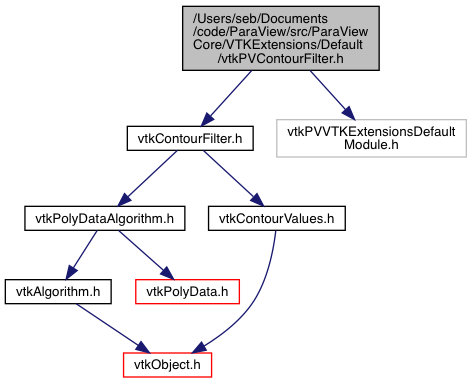 /Users/seb/Documents
/code/ParaView/src/ParaView
Core/VTKExtensions/Default
/vtkPVContourFilter.h
vtkContourFilter.h
vtkPVVTKExtensionsDefault
Module.h
vtkPolyDataAlgorithm.h
vtkContourValues.h
vtkAlgorithm.h
vtkPolyData.h
vtkObject.h